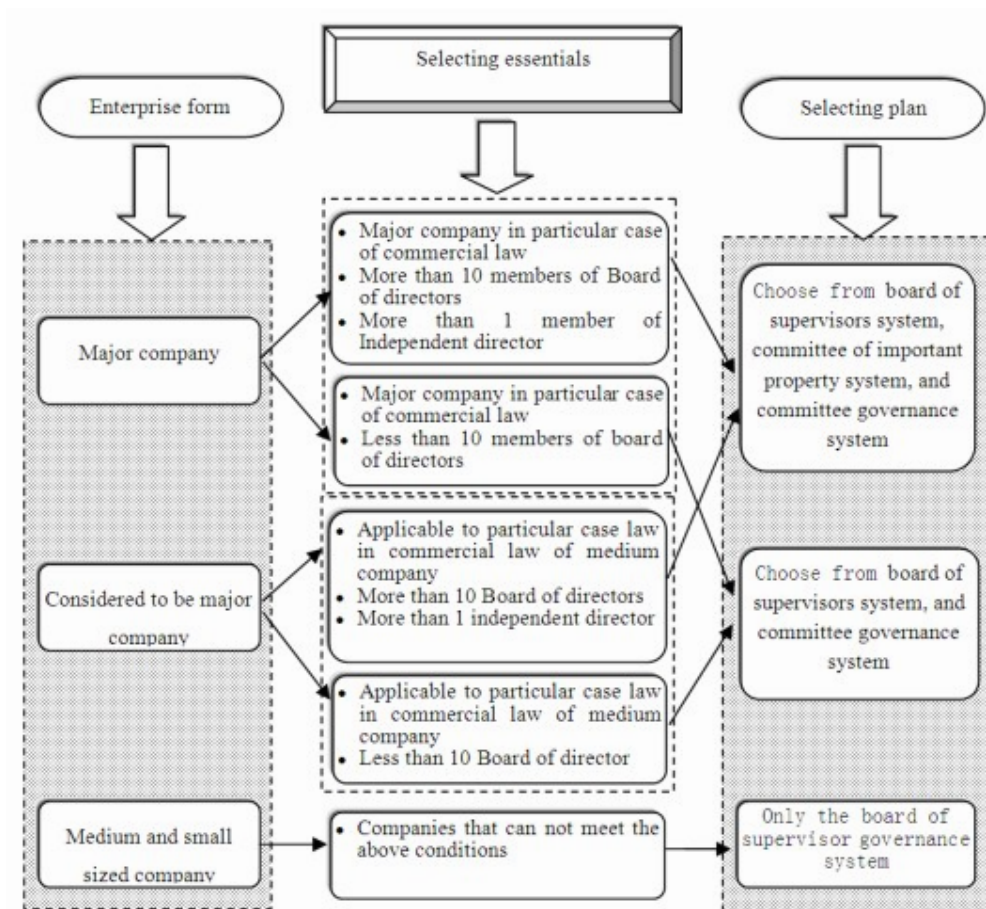 Selecting essentials
Enterprise form
Selecting plan
• Major company in particular case
of commercial law
• More than 10 members of Board
of directors
• More than 1 member of
Independent director
Major company
Choose from board of
supervisors system,
committee of important
property system, and
committee governance
system
• Major company in particular case
of commercial law
• Less than 10 members of board
of directors
• Applicable to particular case law
in commercial law of medium
company
• More than 10 Board of directors
• More than 1 independent director
Considered to be major
company
Choose from board of
supervisors system, and
committee governance
system
• Applicable to particular case law
in commercial law of medium
company
• Less than 10 Board of director
Medium and small
sized company
• Companies that can not meet the
above conditions
Only the board of
supervisor governance
system